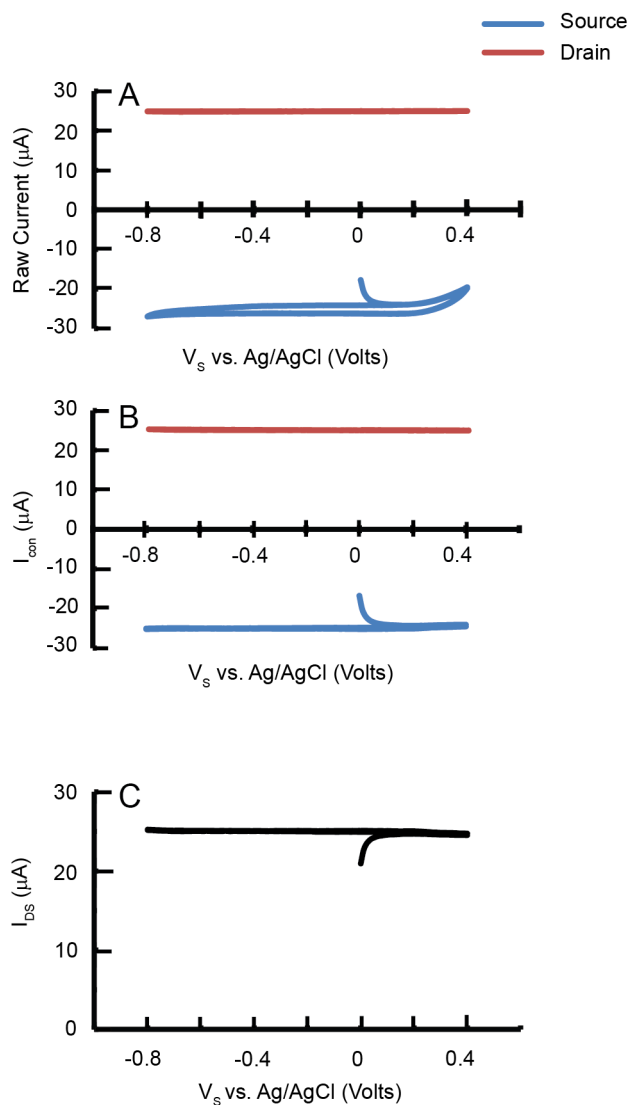 Source
Drain
A
Raw Current (μA)
30
20
10
0
-10
-20
-30
-0.8
-0.4
0
0.4
V_S vs. Ag/AgCl (Volts)
B
I_con (μA)
30
20
10
0
-10
-20
-30
-0.8
-0.4
0
0.4
V_S vs. Ag/AgCl (Volts)
C
I_DS (μA)
30
20
10
0
-0.8
-0.4
0
0.4
V_S vs. Ag/AgCl (Volts)